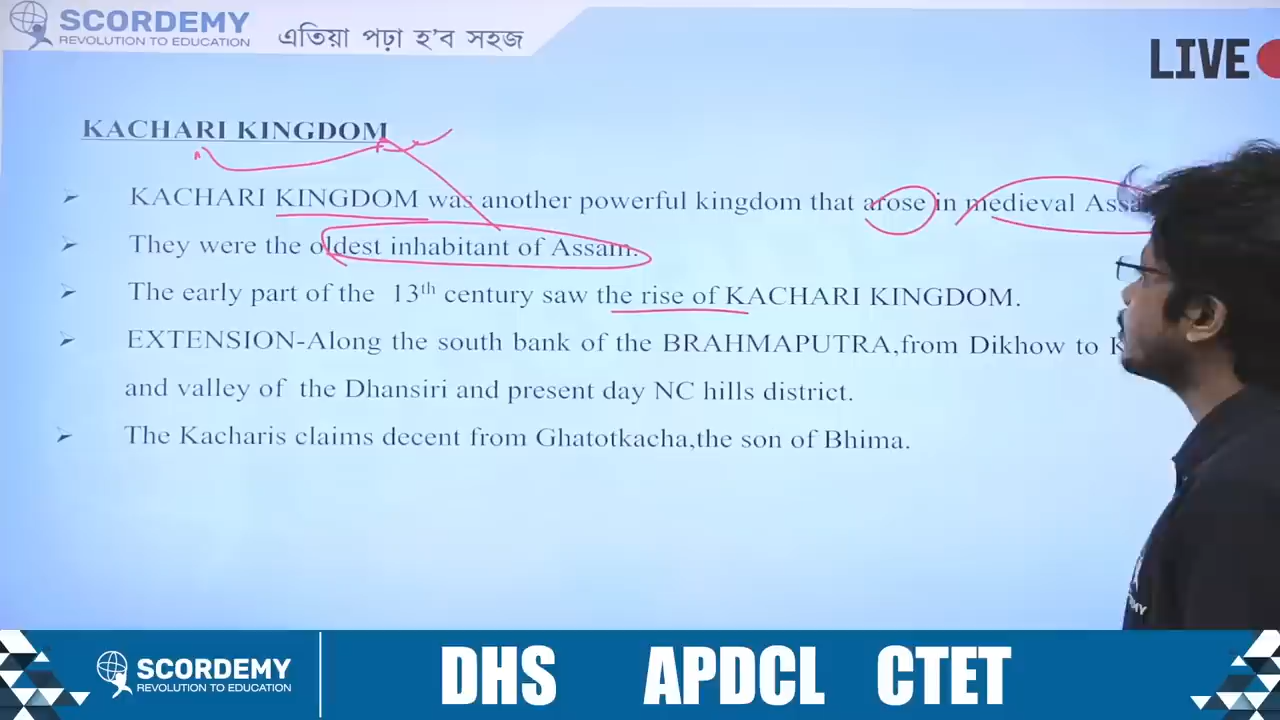 SCORDEMY
REVOLUTION TO EDUCATION
এতিয়া পঢ়া হ'ব সহজ
LIVE
KACHARI KINGDOM
➢ KACHARI KINGDOM was another powerful kingdom that arose in medieval
➢ They were the oldest inhabitant of Assam.
➢ The early part of the 13th century saw the rise of KACHARI KINGDOM.
➢ EXTENSION-Along the south bank of the BRAHMAPUTRA,from Dikhow to
and valley of the Dhansiri and present day NC hills district.
➢ The Kacharis claims decent from Ghatotkacha,the son of Bhima.
SCORDEMY
REVOLUTION TO EDUCATION
DHS APDCL CTET